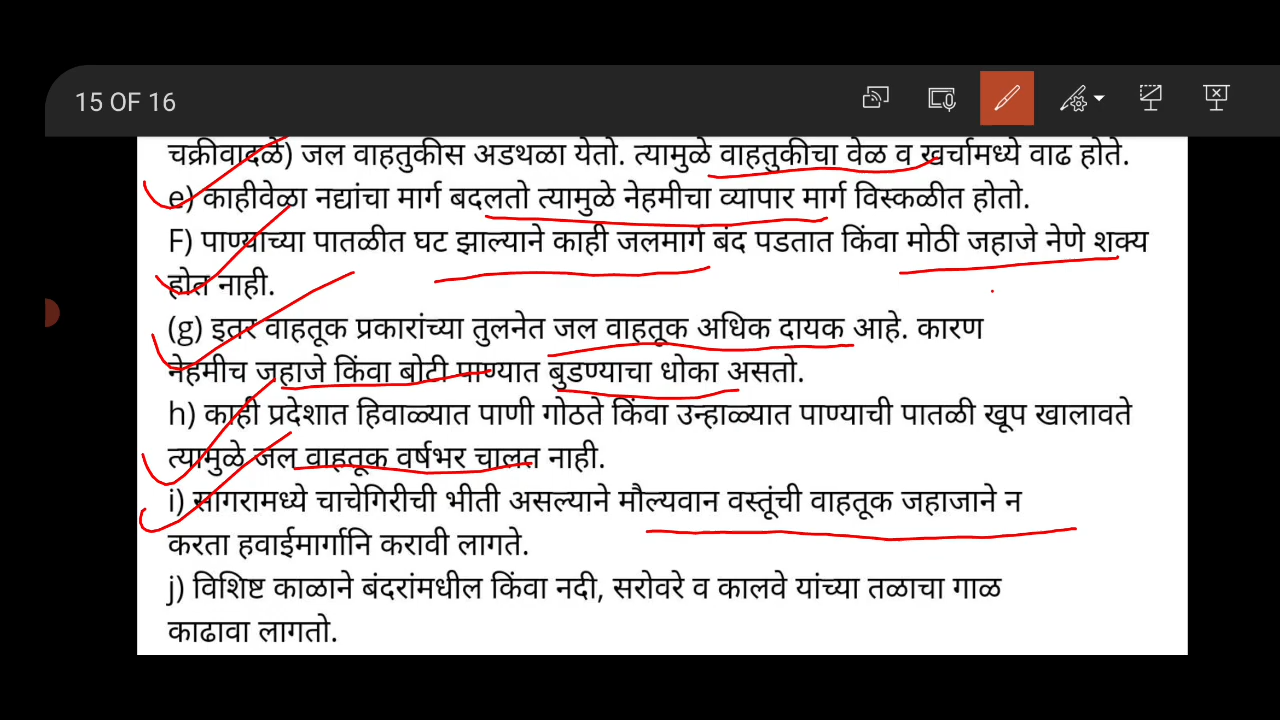 15 OF 16
चक्रीवादळे) जल वाहतुकीस अडथळा येतो. त्यामुळे वाहतुकीचा वेळ व खर्चामध्ये वाढ होते.
e) काहीवेळा नद्यांचा मार्ग बदलतो त्यामुळे नेहमीचा व्यापार मार्ग विस्कळीत होतो.
F) पाण्याच्या पातळीत घट झाल्याने काही जलमार्ग बंद पडतात किंवा मोठी जहाजे नेणे शक्य
होत नाही.
(g) इतर वाहतूक प्रकारांच्या तुलनेत जल वाहतूक अधिक दायक आहे. कारण
नेहमीच जहाजे किंवा बोटी पाण्यात बुडण्याचा धोका असतो.
h) काही प्रदेशात हिवाळ्यात पाणी गोठते किंवा उन्हाळ्यात पाण्याची पातळी खूप खालावते
त्यामुळे जल वाहतूक वर्षभर चालत नाही.
i) सागरामध्ये चाचेगिरीची भीती असल्याने मौल्यवान वस्तूंची वाहतूक जहाजाने न
करता हवाईमार्गानि करावी लागते.
j) विशिष्ट काळाने बंदरांमधील किंवा नदी, सरोवरे व कालवे यांच्या तळाचा गाळ
काढावा लागतो.